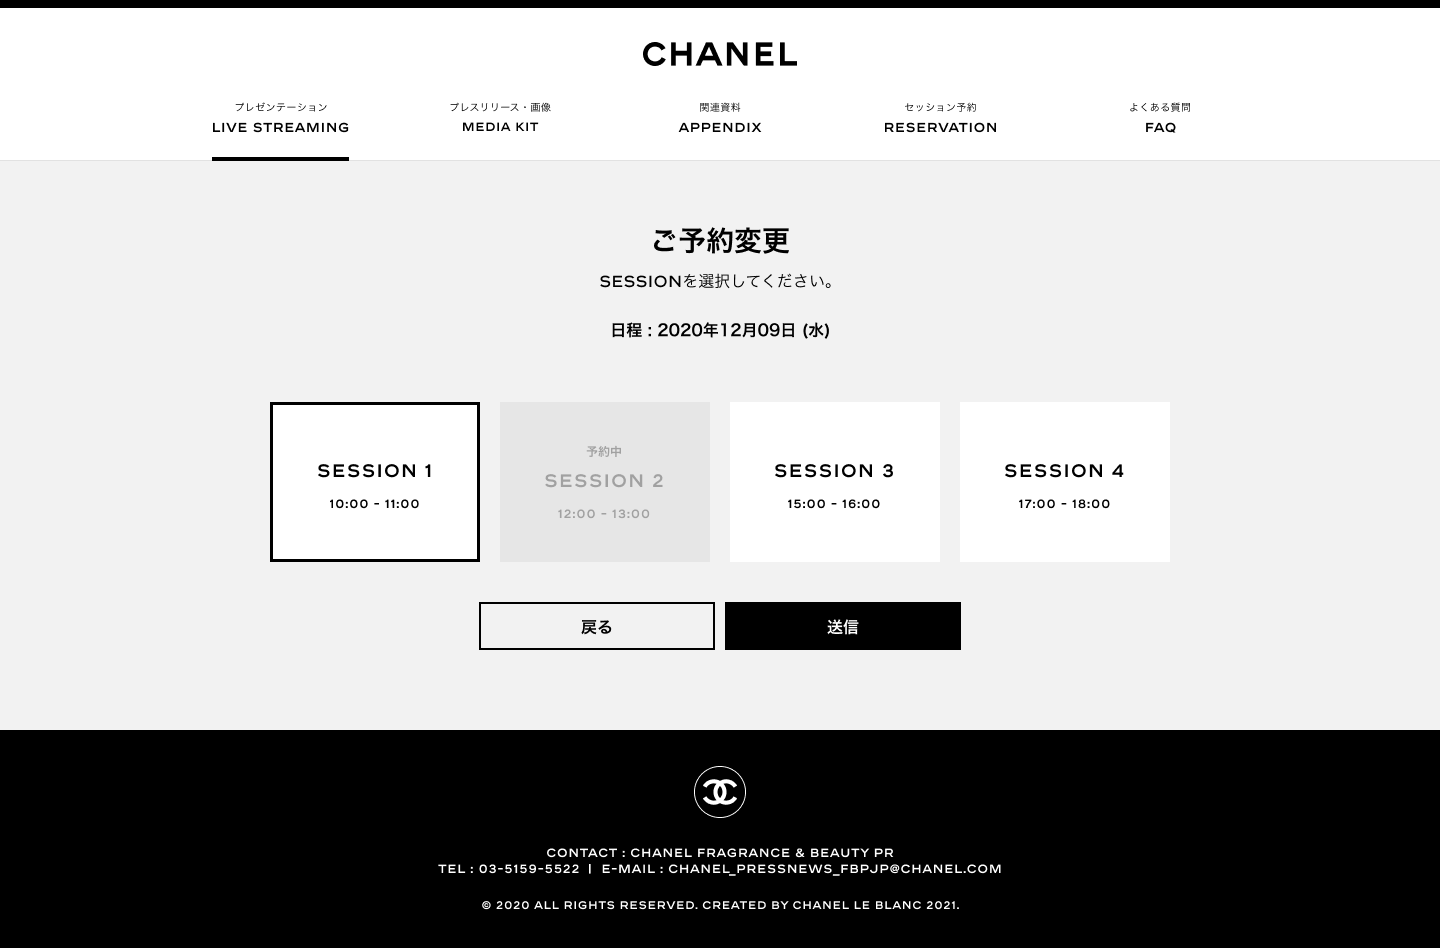 CHANEL
プレゼンテーション
LIVE STREAMING
プレスリリース・画像
MEDIA KIT
関連資料
APPENDIX
セッション予約
RESERVATION
よくある質問
FAQ
ご予約変更
SESSIONを選択してください。
日程 : 2020年12月09日 (水)
SESSION 1
10:00 - 11:00
予約中
SESSION 2
12:00 - 13:00
SESSION 3
15:00 - 16:00
SESSION 4
17:00 - 18:00
戻る
送信
CONTACT : CHANEL FRAGRANCE & BEAUTY PR
TEL : 03-5159-5522 | E-MAIL : CHANEL_PRESSNEWS_FBPJP@CHANEL.COM
© 2020 ALL RIGHTS RESERVED. CREATED BY CHANEL LE BLANC 2021.